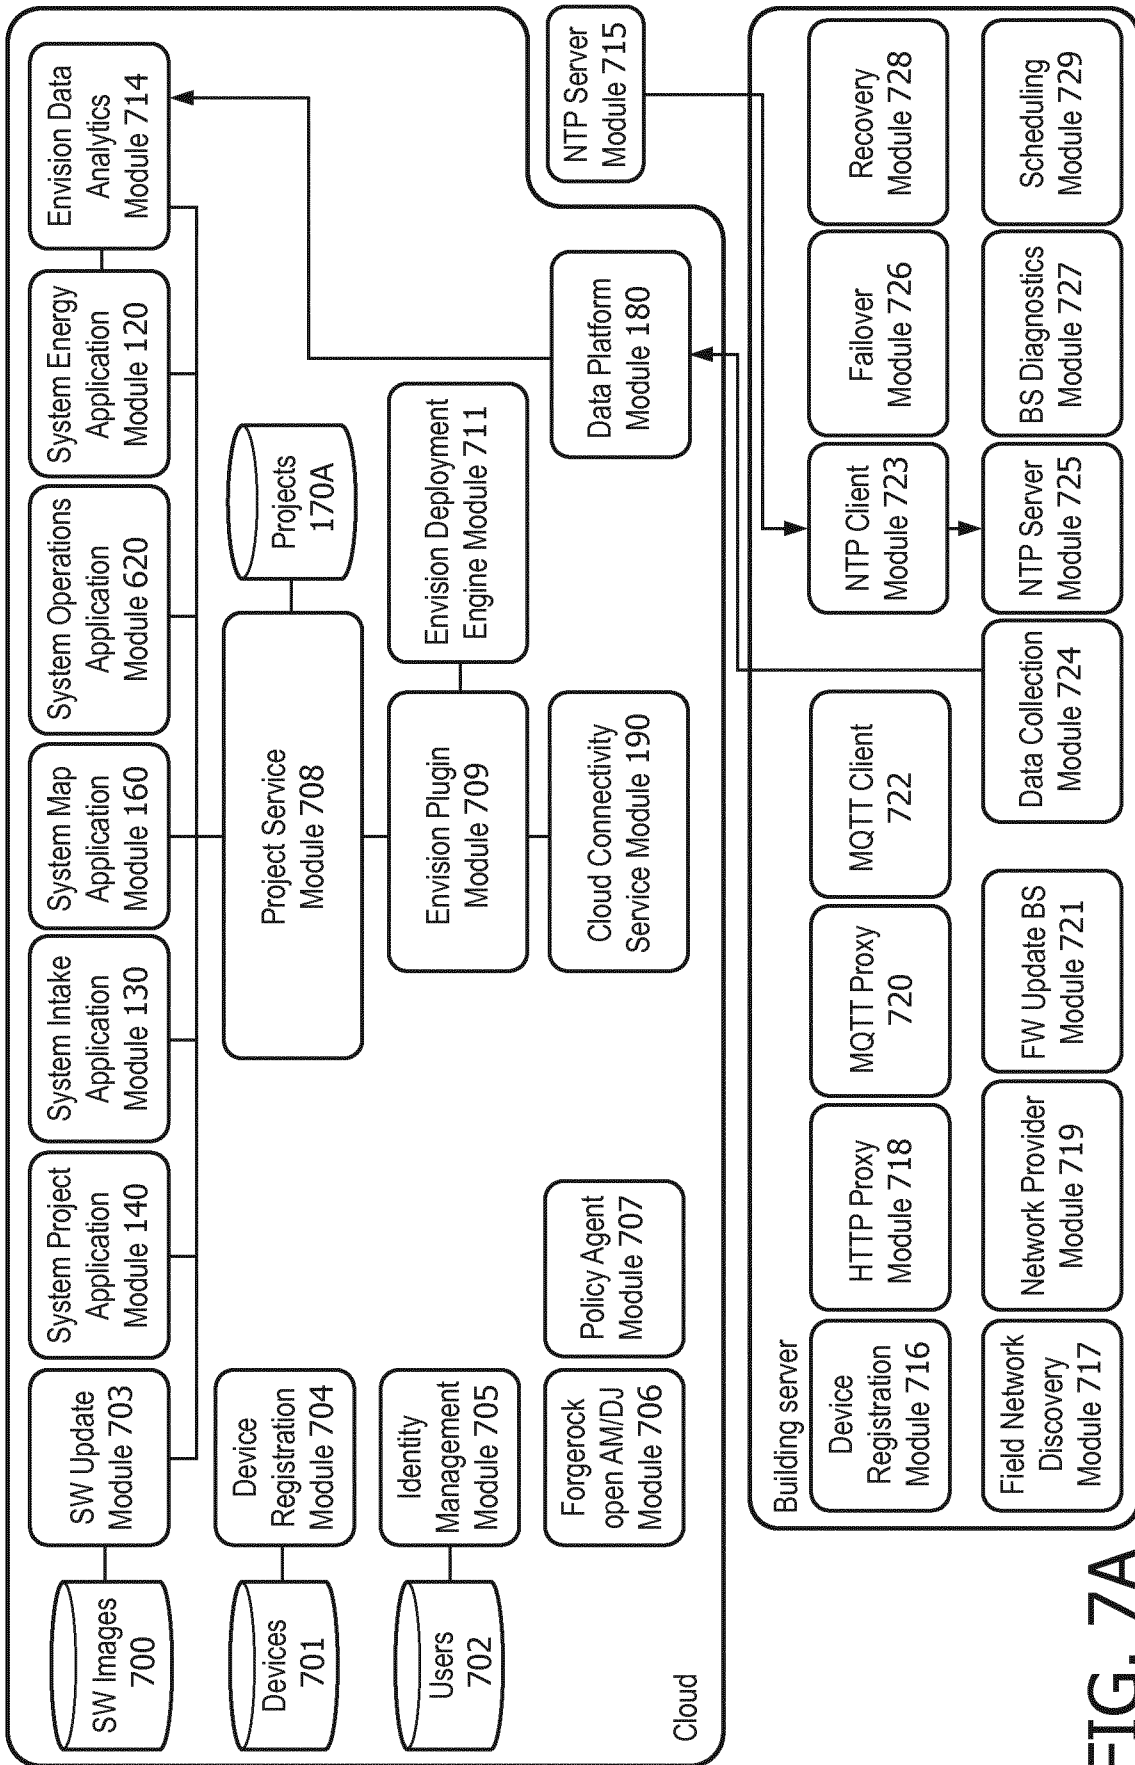 SW Images
700
SW Update
Module 703
System Project
Application
Module 140
System Intake
Application
Module 130
System Map
Application
Module 160
System Operations
Application
Module 620
System Energy
Application
Module 120
Envision Data
Analytics
Module 714
Devices
701
Device
Registration
Module 704
Project Service
Module 708
Projects
170A
Users
702
Identity
Management
Module 705
Envision Plugin
Module 709
Envision Deployment
Engine Module 711
Forgerock
open AM/DJ
Module 706
Policy Agent
Module 707
Cloud Connectivity
Service Module 190
Data Platform
Module 180
NTP Server
Module 715
Cloud
Building server
Device
Registration
Module 716
HTTP Proxy
Module 718
MQTT Proxy
720
MQTT Client
722
NTP Client
Module 723
Failover
Module 726
Recovery
Module 728
Field Network
Discovery
Module 717
Network Provider
Module 719
FW Update BS
Module 721
Data Collection
Module 724
NTP Server
Module 725
BS Diagnostics
Module 727
Scheduling
Module 729
FIG. 7A